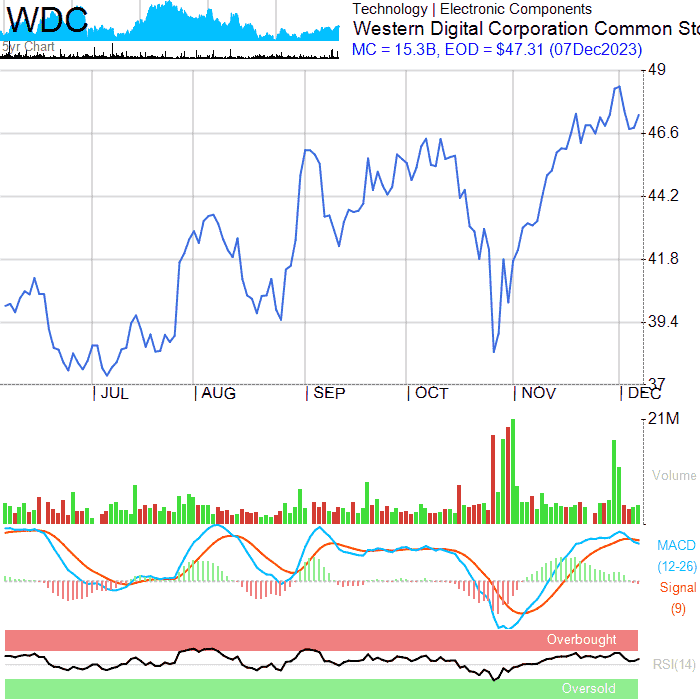 WDC
5yr Chart
Technology | Electronic Components
Western Digital Corporation Common Sto
MC = 15.3B, EOD = $47.31 (07Dec2023)
49
46.6
44.2
41.8
39.4
37
JUL AUG SEP OCT NOV DEC
21M
Volume
MACD
(12-26)
Signal
(9)
Overbought
RSI(14)
Oversold